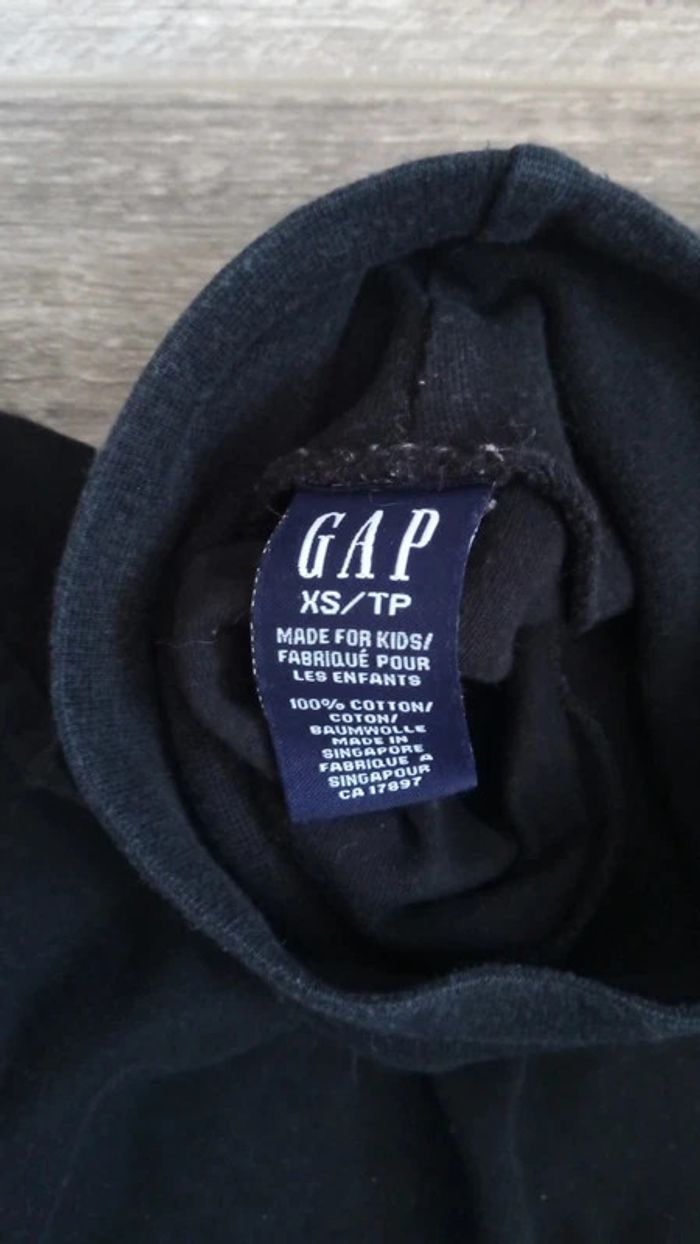 GAP
XS/TP
MADE FOR KIDS/
FABRIQUÉ POUR
LES ENFANTS
100% COTTON/
COTON/
BAUMWOLLE
MADE IN
SINGAPORE
FABRIQUE A
SINGAPOUR
CA 17897